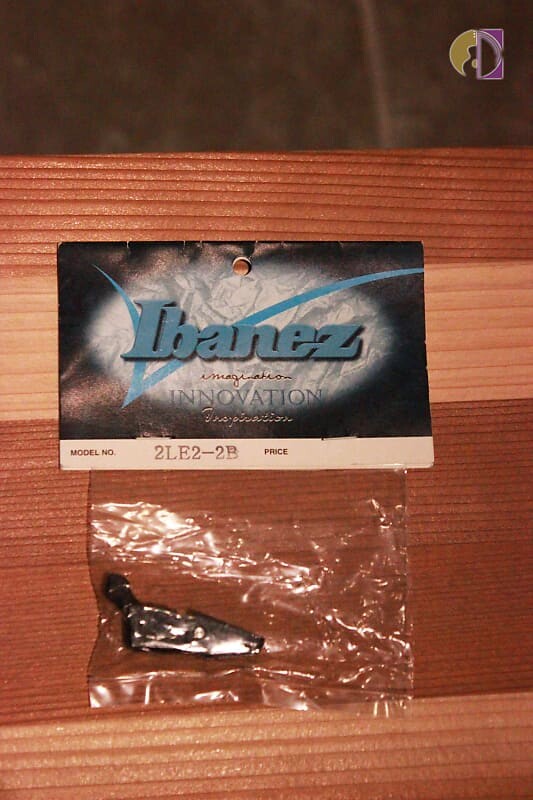 Ibanez
imagination
INNOVATION
Inspiration
MODEL NO. 2LE2-2B PRICE